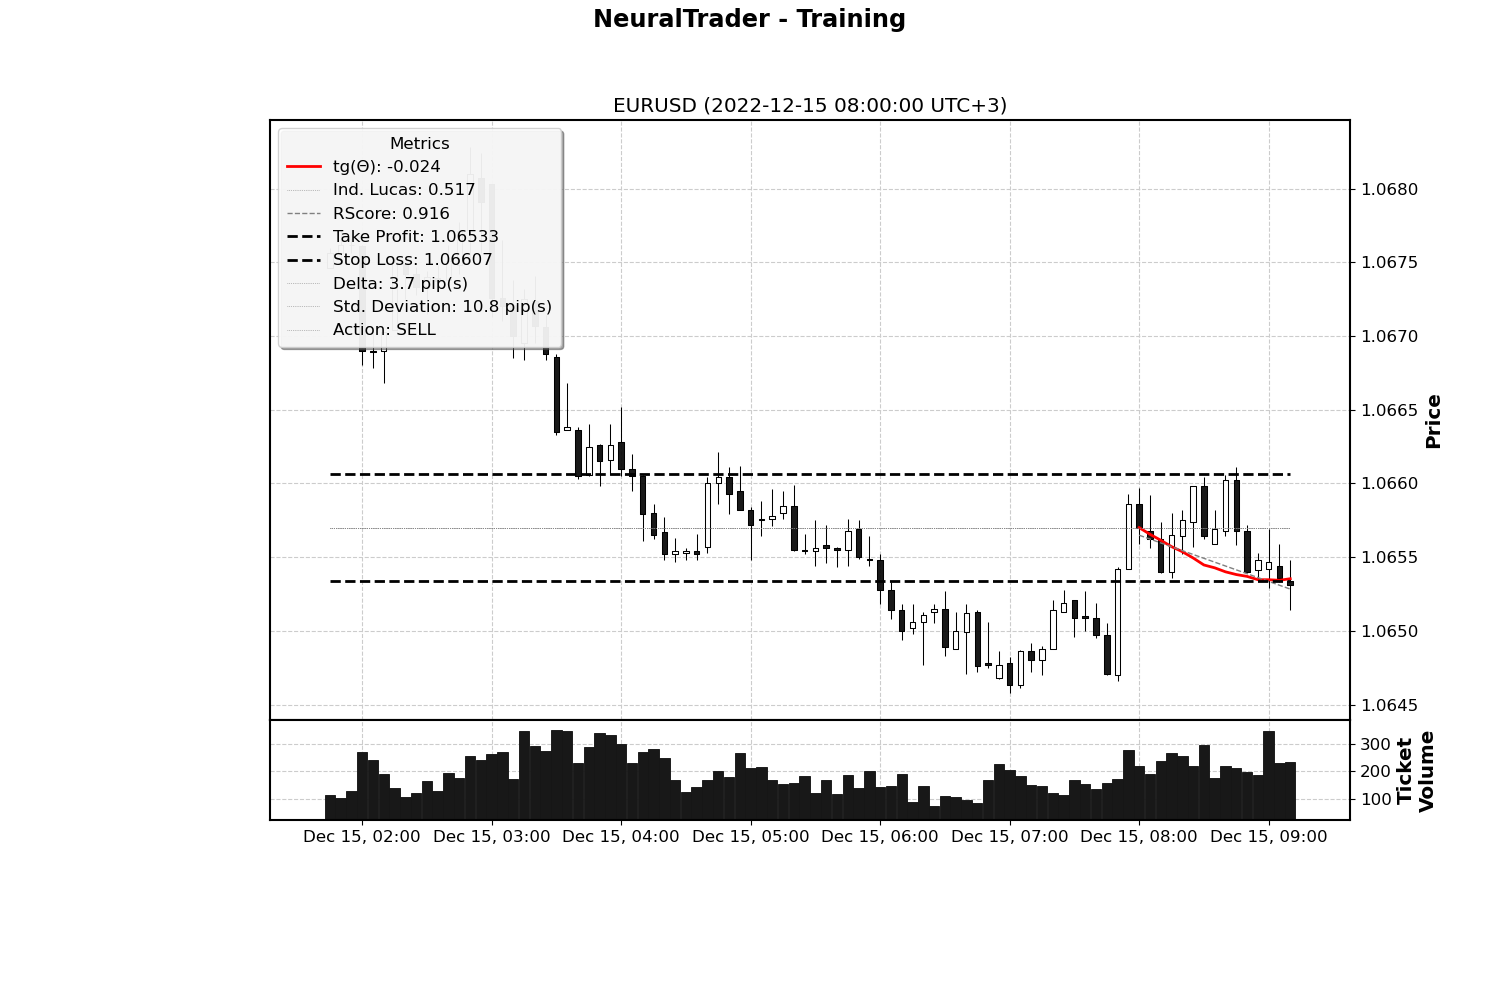 NeuralTrader - Training
EURUSD (2022-12-15 08:00:00 UTC+3)
Metrics
tg(Θ): -0.024
Ind. Lucas: 0.517
RScore: 0.916
Take Profit: 1.06533
Stop Loss: 1.06607
Delta: 3.7 pip(s)
Std. Deviation: 10.8 pip(s)
Action: SELL
1.0680
1.0675
1.0670
1.0665
1.0660
1.0655
1.0650
1.0645
Price
300
200
100
Ticket
Volume
Dec 15, 02:00 Dec 15, 03:00 Dec 15, 04:00 Dec 15, 05:00 Dec 15, 06:00 Dec 15, 07:00 Dec 15, 08:00 Dec 15, 09:00